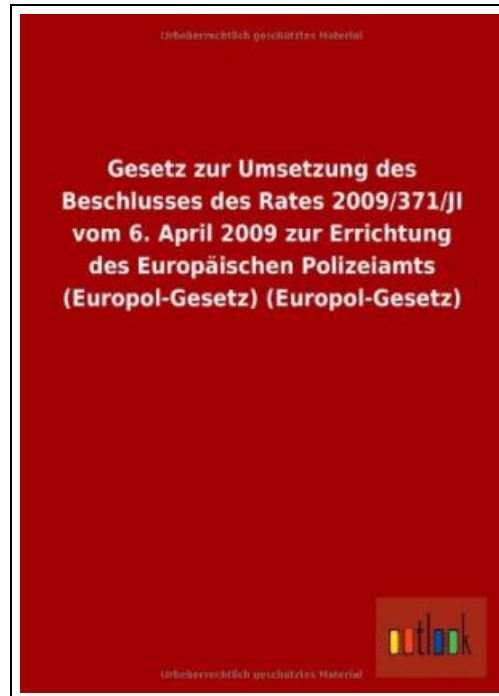 Urheberrechtlich geschütztes Material
Gesetz zur Umsetzung des
Beschlusses des Rates 2009/371/JI
vom 6. April 2009 zur Errichtung
des Europäischen Polizeiamts
(Europol-Gesetz) (Europol-Gesetz)
outlook
Urheberrechtlich geschütztes Material